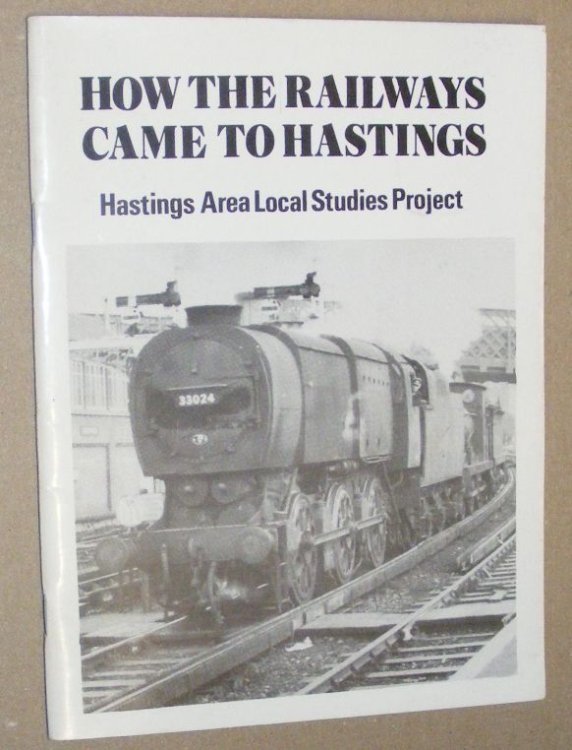 HOW THE RAILWAYS
CAME TO HASTINGS
Hastings Area Local Studies Project
33024